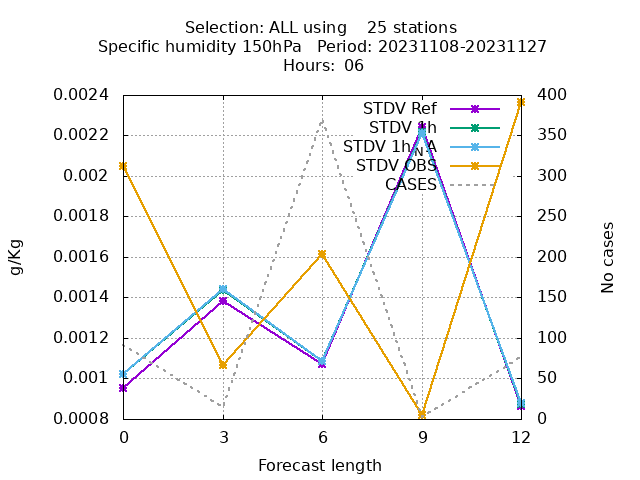 Selection: ALL using    25 stations
Specific humidity 150hPa   Period: 20231108-20231127
Hours:  06
0.0024
0.0022
0.002
0.0018
0.0016
0.0014
0.0012
0.001
0.0008
g/Kg
STDV Ref
STDV 1h
STDV 1h_N_A
STDV OBS
CASES
400
350
300
250
200
150
100
50
0
No cases
0 3 6 9 12
Forecast length